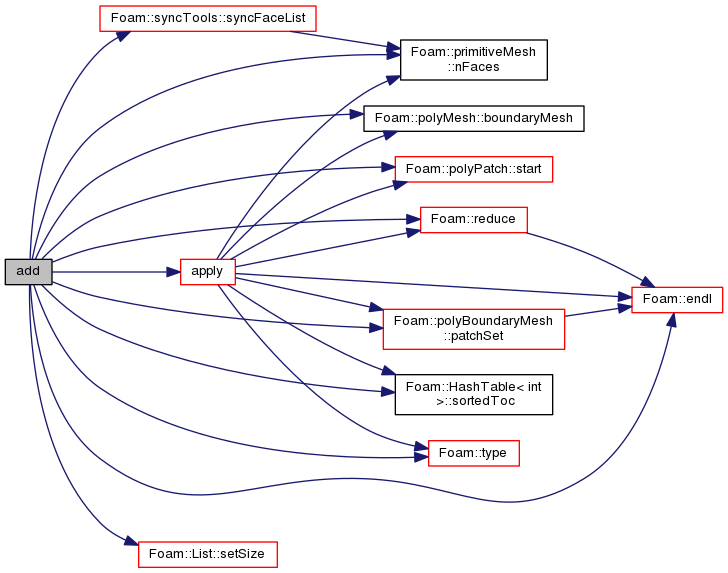 Foam::syncTools::syncFaceList
Foam::primitiveMesh
::nFaces
Foam::polyMesh::boundaryMesh
Foam::polyPatch::start
Foam::reduce
add
apply
Foam::endl
Foam::polyBoundaryMesh
::patchSet
Foam::HashTable< int
>::sortedToc
Foam::type
Foam::List::setSize